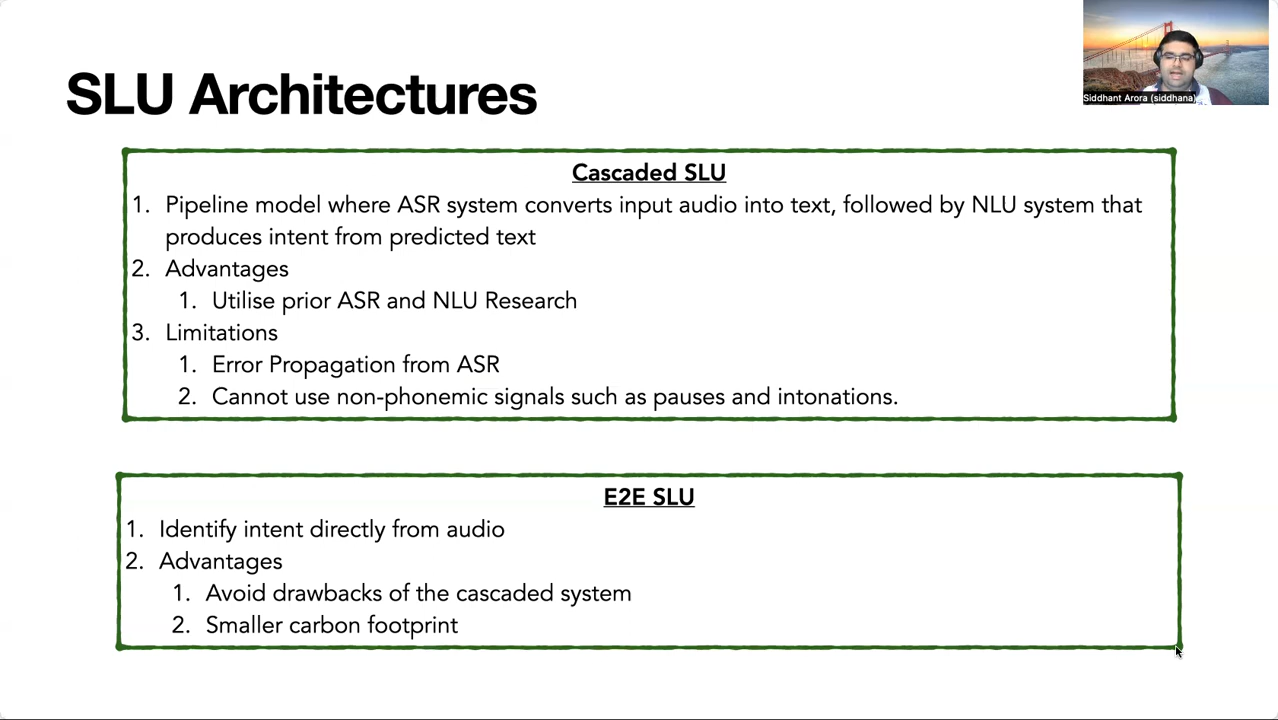 Siddhant Arora (siddhana)
SLU Architectures
Cascaded SLU
1. Pipeline model where ASR system converts input audio into text, followed by NLU system that
produces intent from predicted text
2. Advantages
1. Utilise prior ASR and NLU Research
3. Limitations
1. Error Propagation from ASR
2. Cannot use non-phonemic signals such as pauses and intonations.
E2E SLU
1. Identify intent directly from audio
2. Advantages
1. Avoid drawbacks of the cascaded system
2. Smaller carbon footprint